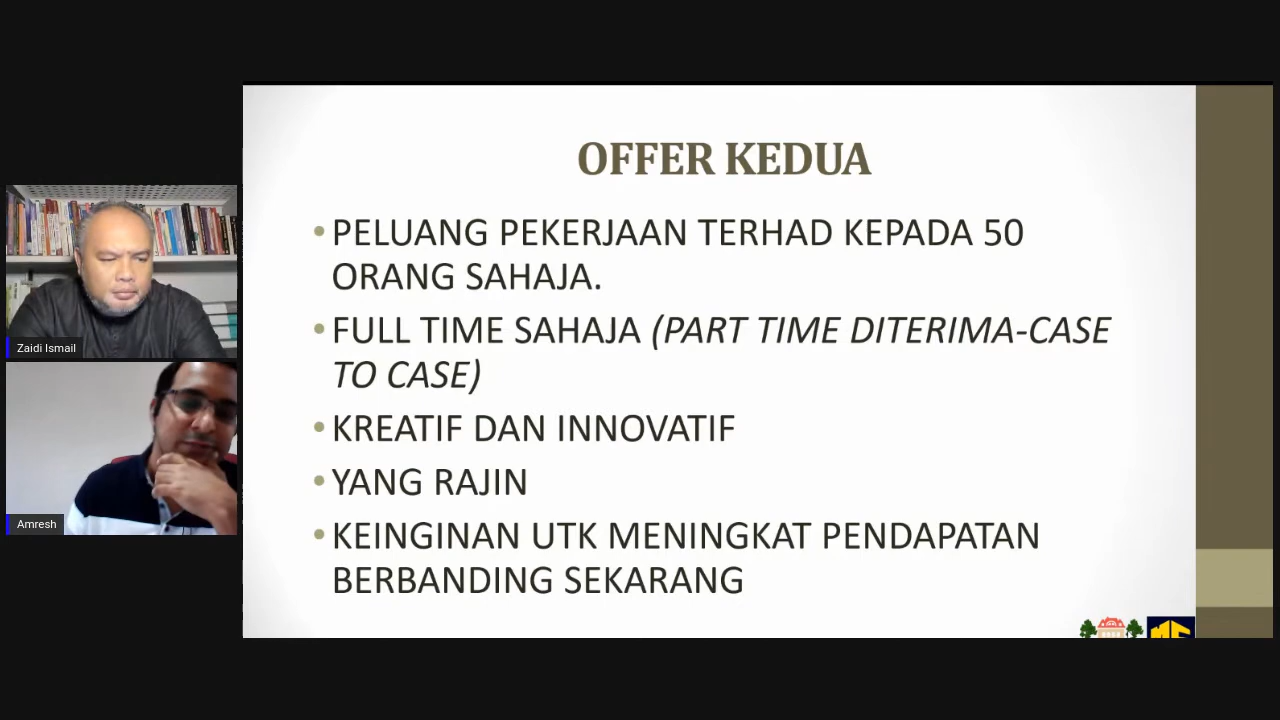 OFFER KEDUA
•PELUANG PEKERJAAN TERHAD KEPADA 50
ORANG SAHAJA.
•FULL TIME SAHAJA (PART TIME DITERIMA-CASE
TO CASE)
•KREATIF DAN INNOVATIF
•YANG RAJIN
•KEINGINAN UTK MENINGKAT PENDAPATAN
BERBANDING SEKARANG
Zaidi Ismail
Amresh